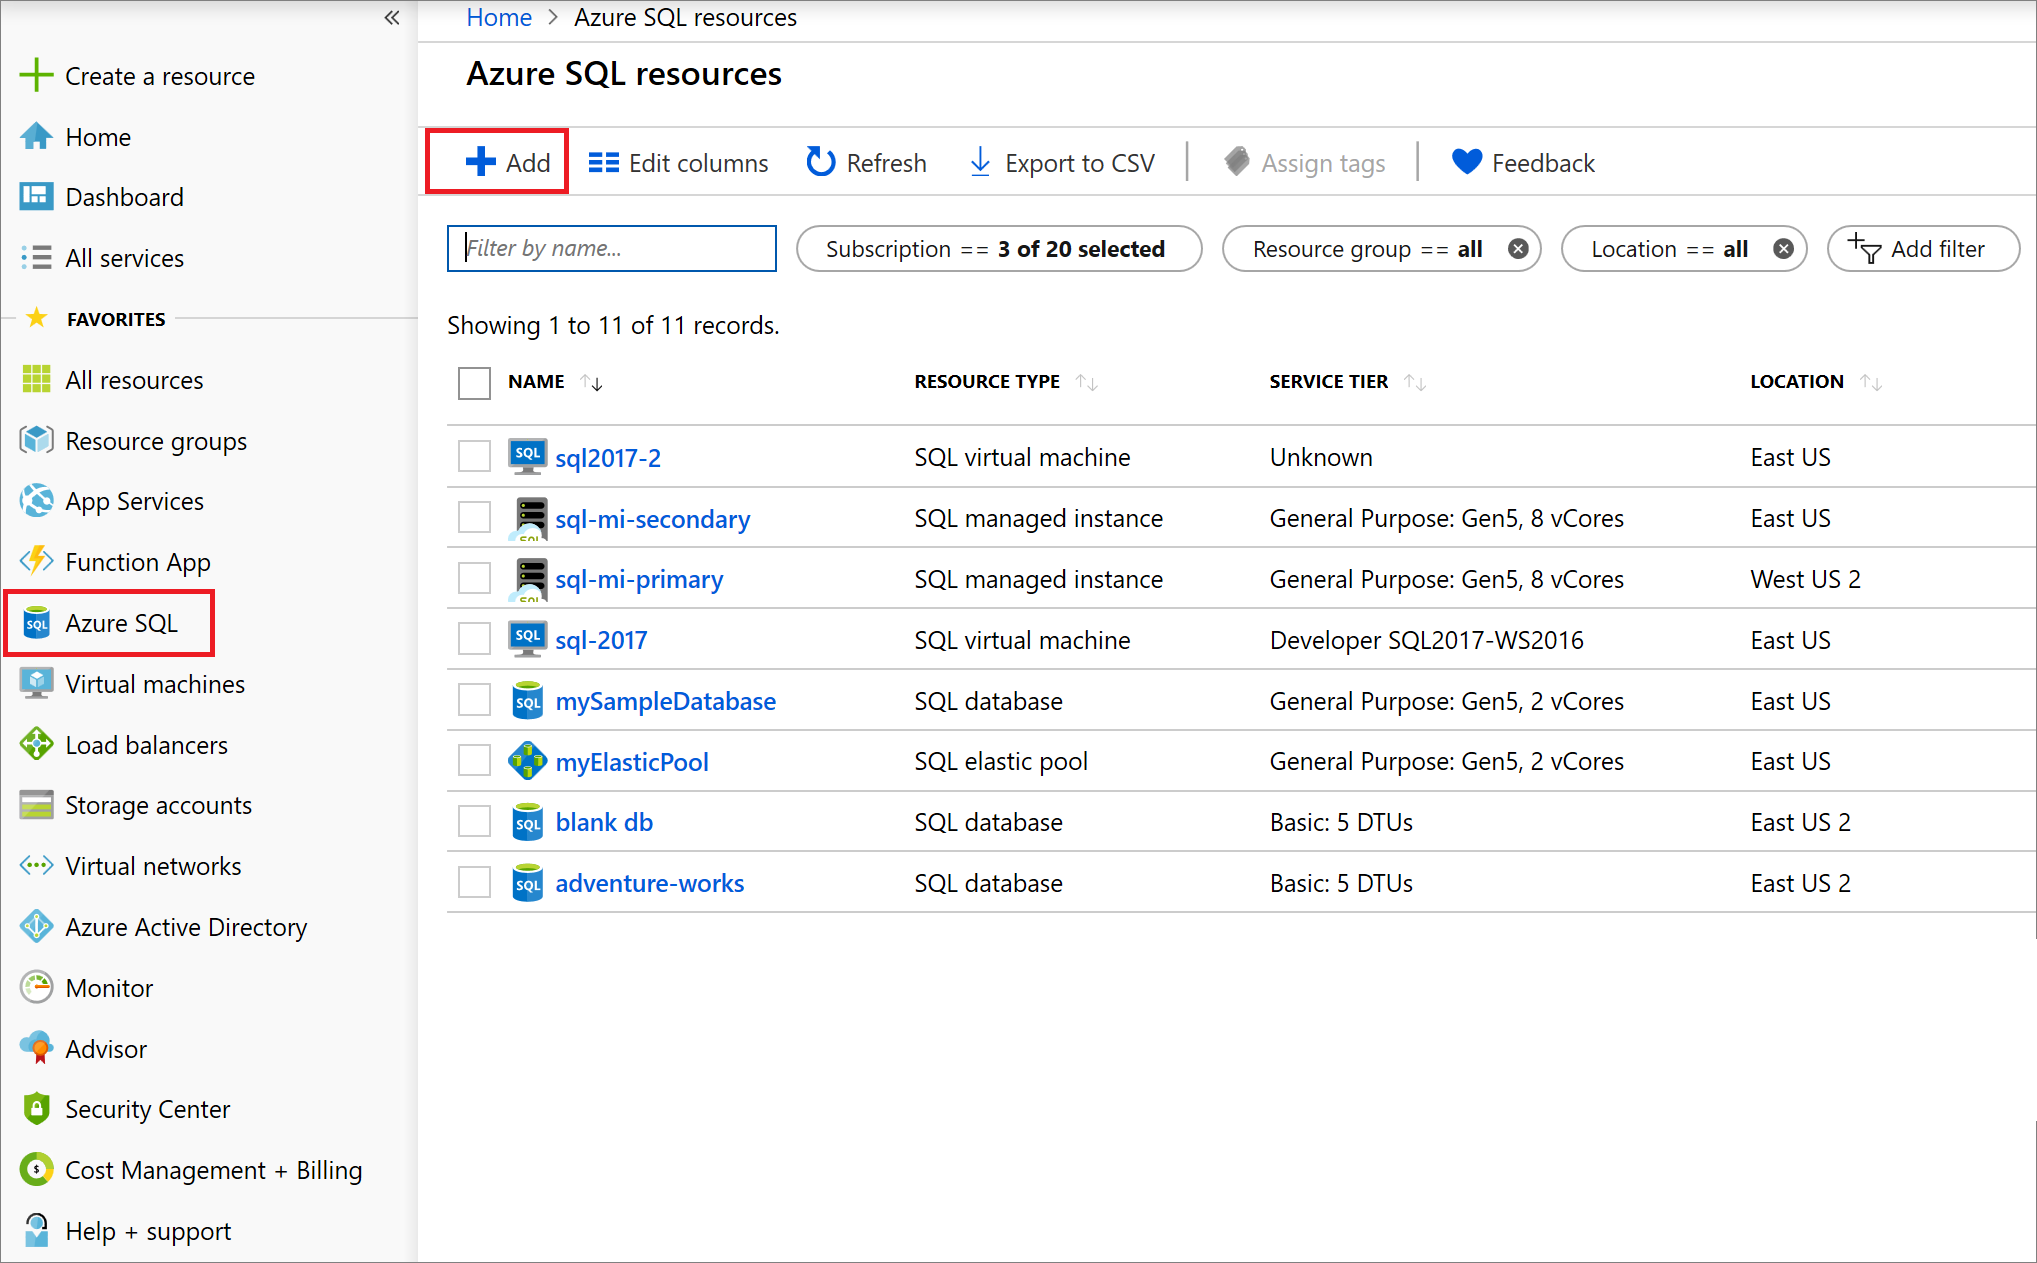 «
Create a resource
Home
Dashboard
All services
FAVORITES
All resources
Resource groups
App Services
Function App
SQL Azure SQL
Virtual machines
Load balancers
Storage accounts
Virtual networks
Azure Active Directory
Monitor
Advisor
Security Center
$ Cost Management + Billing
Help + support
Home > Azure SQL resources
Azure SQL resources
Add Edit columns Refresh Export to CSV Assign tags Feedback
Filter by name... Subscription == 3 of 20 selected Resource group == all Location == all Add filter
Showing 1 to 11 of 11 records.
NAME ↑↓ RESOURCE TYPE ↑↓ SERVICE TIER ↑↓ LOCATION ↑↓
SQL sql2017-2 SQL virtual machine Unknown East US
SQL sql-mi-secondary SQL managed instance General Purpose: Gen5, 8 vCores East US
SQL sql-mi-primary SQL managed instance General Purpose: Gen5, 8 vCores West US 2
SQL sql-2017 SQL virtual machine Developer SQL2017-WS2016 East US
SQL mySampleDatabase SQL database General Purpose: Gen5, 2 vCores East US
myElasticPool SQL elastic pool General Purpose: Gen5, 2 vCores East US
SQL blank db SQL database Basic: 5 DTUs East US 2
SQL adventure-works SQL database Basic: 5 DTUs East US 2